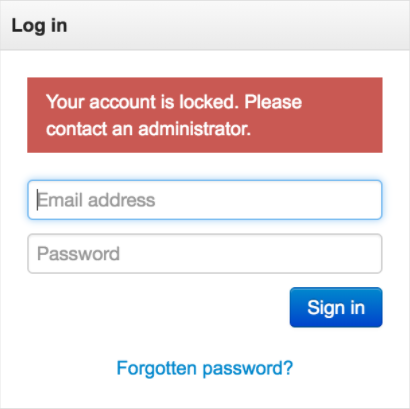 Log in
Your account is locked. Please
contact an administrator.
Email address
Password
Sign in
Forgotten password?